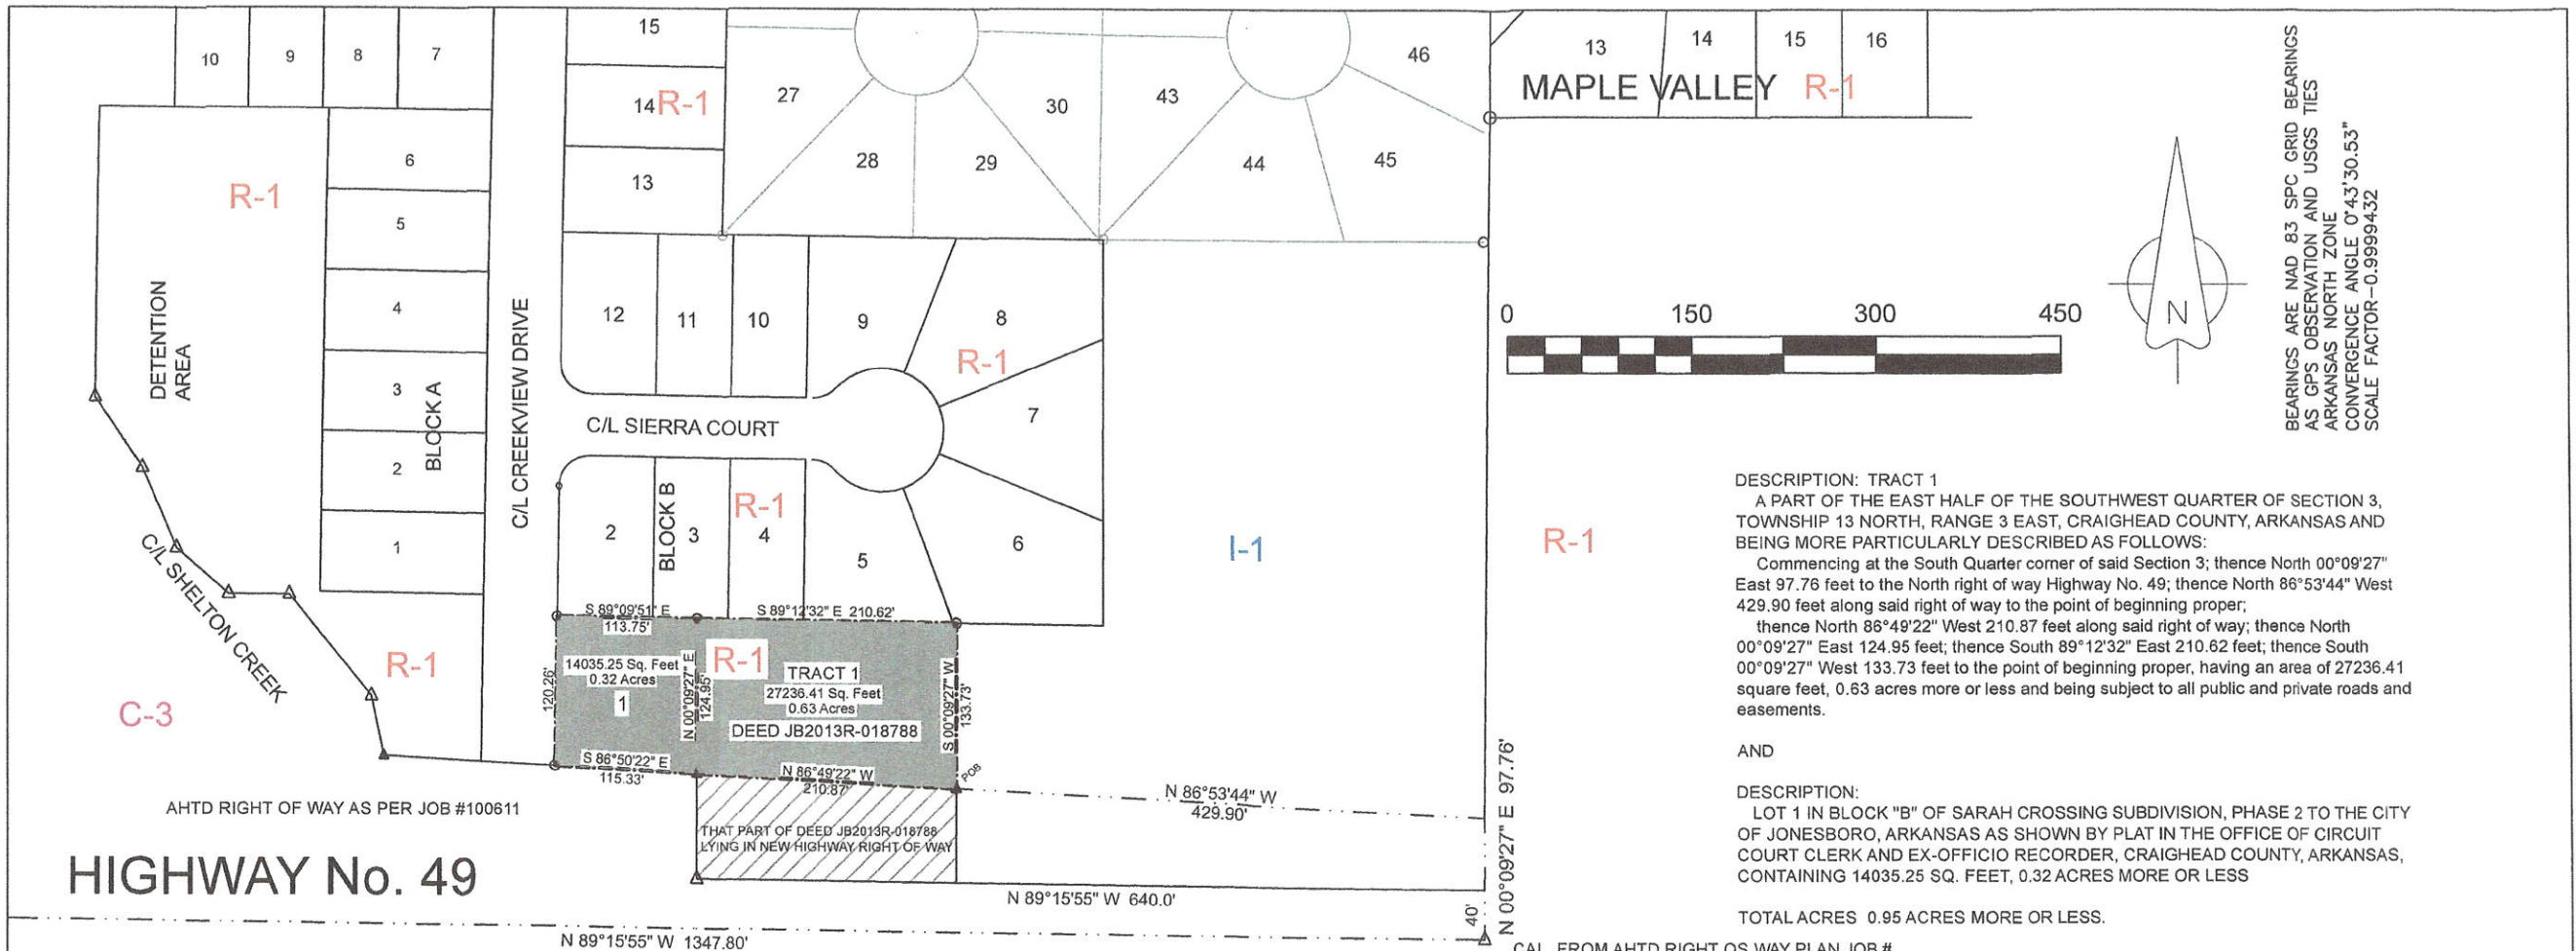 10
9
8
7
15
14
R-1
13
27
28
29
30
43
44
45
46
13
14
15
16
MAPLE VALLEY R-1
BEARINGS ARE NAD 83 SPC GRID BEARINGS
AS GPS OBSERVATION AND USGS TIES
ARKANSAS NORTH ZONE
CONVERGENCE ANGLE 0°43'30.53"
SCALE FACTOR-0.9999432
N
0 150 300 450
R-1
DETENTION
AREA
6
5
4
3
2
1
BLOCK A
C/L CREEKVIEW DRIVE
12
11
10
9
8
R-1
7
C/L SIERRA COURT
2
BLOCK B
3
R-1
4
5
6
I-1
R-1
C/L SHELTON CREEK
R-1
C-3
S 89°09'51" E
113.75'
S 89°12'32" E 210.62'
120.26'
14035.25 Sq. Feet
0.32 Acres
1
N 00°09'27" E
124.95'
R-1
TRACT 1
27236.41 Sq. Feet
0.63 Acres
DEED JB2013R-018788
S 00°09'27" W
133.73'
S 86°50'22" E
115.33'
N 86°49'22" W
210.87'
POB
N 86°53'44" W
429.90'
N 00°09'27" E 97.76'
AHTD RIGHT OF WAY AS PER JOB #100611
THAT PART OF DEED JB2013R-018788
LYING IN NEW HIGHWAY RIGHT OF WAY
HIGHWAY No. 49
N 89°15'55" W 640.0'
40'
N 89°15'55" W 1347.80'
DESCRIPTION: TRACT 1
A PART OF THE EAST HALF OF THE SOUTHWEST QUARTER OF SECTION 3,
TOWNSHIP 13 NORTH, RANGE 3 EAST, CRAIGHEAD COUNTY, ARKANSAS AND
BEING MORE PARTICULARLY DESCRIBED AS FOLLOWS:
Commencing at the South Quarter corner of said Section 3; thence North 00°09'27"
East 97.76 feet to the North right of way Highway No. 49; thence North 86°53'44" West
429.90 feet along said right of way to the point of beginning proper;
thence North 86°49'22" West 210.87 feet along said right of way; thence North
00°09'27" East 124.95 feet; thence South 89°12'32" East 210.62 feet; thence South
00°09'27" West 133.73 feet to the point of beginning proper, having an area of 27236.41
square feet, 0.63 acres more or less and being subject to all public and private roads and
easements.
AND
DESCRIPTION:
LOT 1 IN BLOCK "B" OF SARAH CROSSING SUBDIVISION, PHASE 2 TO THE CITY
OF JONESBORO, ARKANSAS AS SHOWN BY PLAT IN THE OFFICE OF CIRCUIT
COURT CLERK AND EX-OFFICIO RECORDER, CRAIGHEAD COUNTY, ARKANSAS,
CONTAINING 14035.25 SQ. FEET, 0.32 ACRES MORE OR LESS
TOTAL ACRES 0.95 ACRES MORE OR LESS.
CAL. FROM AHTD RIGHT OS WAY PLAN JOB #